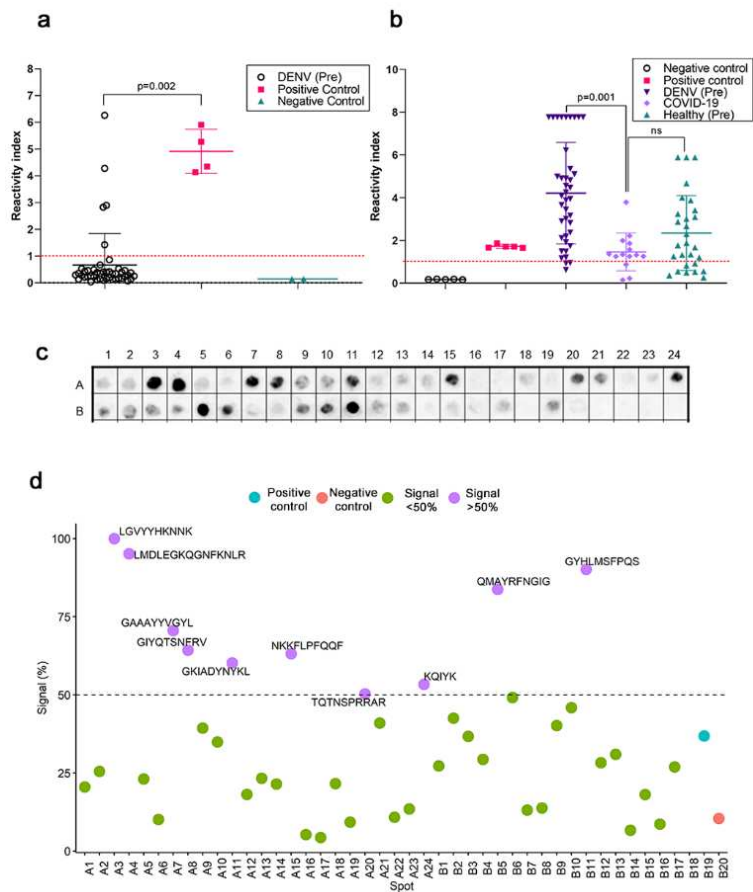 a
b
Reactivity index
8
7
6
5
4
3
2
1
0
p=0.002
DENV (Pre)
Positive Control
Negative Control
Reactivity index
10
8
6
4
2
0
p=0.001
ns
Negative control
Positive control
DENV (Pre)
COVID-19
Healthy (Pre)
c
1 2 3 4 5 6 7 8 9 10 11 12 13 14 15 16 17 18 19 20 21 22 23 24
A
B
d
Positive control
Negative control
Signal <50%
Signal >50%
Signal (%)
100
75
50
25
0
LGVYYHKNNK
LMDLEGKQGNFKNLR
GAAAYYVGYL
GIYQTSNFRV
GKIADYNYKL
NKKFLPFQQF
TQTNSPRRAR
KQIYK
QMAYRFNGIG
GYHLMSFPQS
A1 A2 A3 A4 A5 A6 A7 A8 A9 A10 A11 A12 A13 A14 A15 A16 A17 A18 A19 A20 A21 A22 A23 A24 B1 B2 B3 B4 B5 B6 B7 B8 B9 B10 B11 B12 B13 B14 B15 B16 B17 B18 B19 B20
Spot